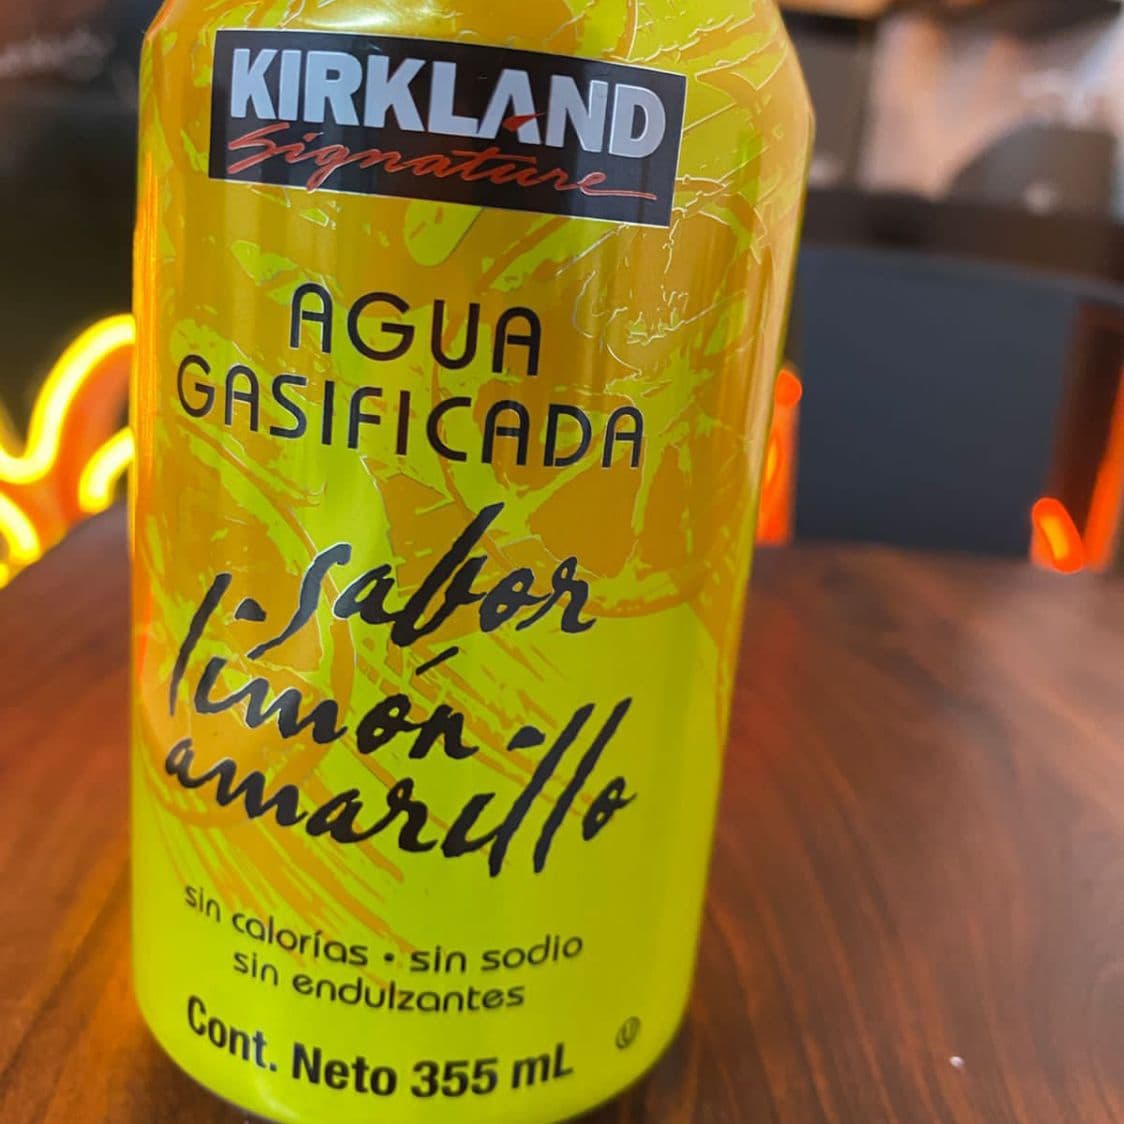 KIRKLAND
Signature
AGUA
GASIFICADA
sabor
limón
amarillo
sin calorías • sin sodio
sin endulzantes
Cont. Neto 355 mL
U